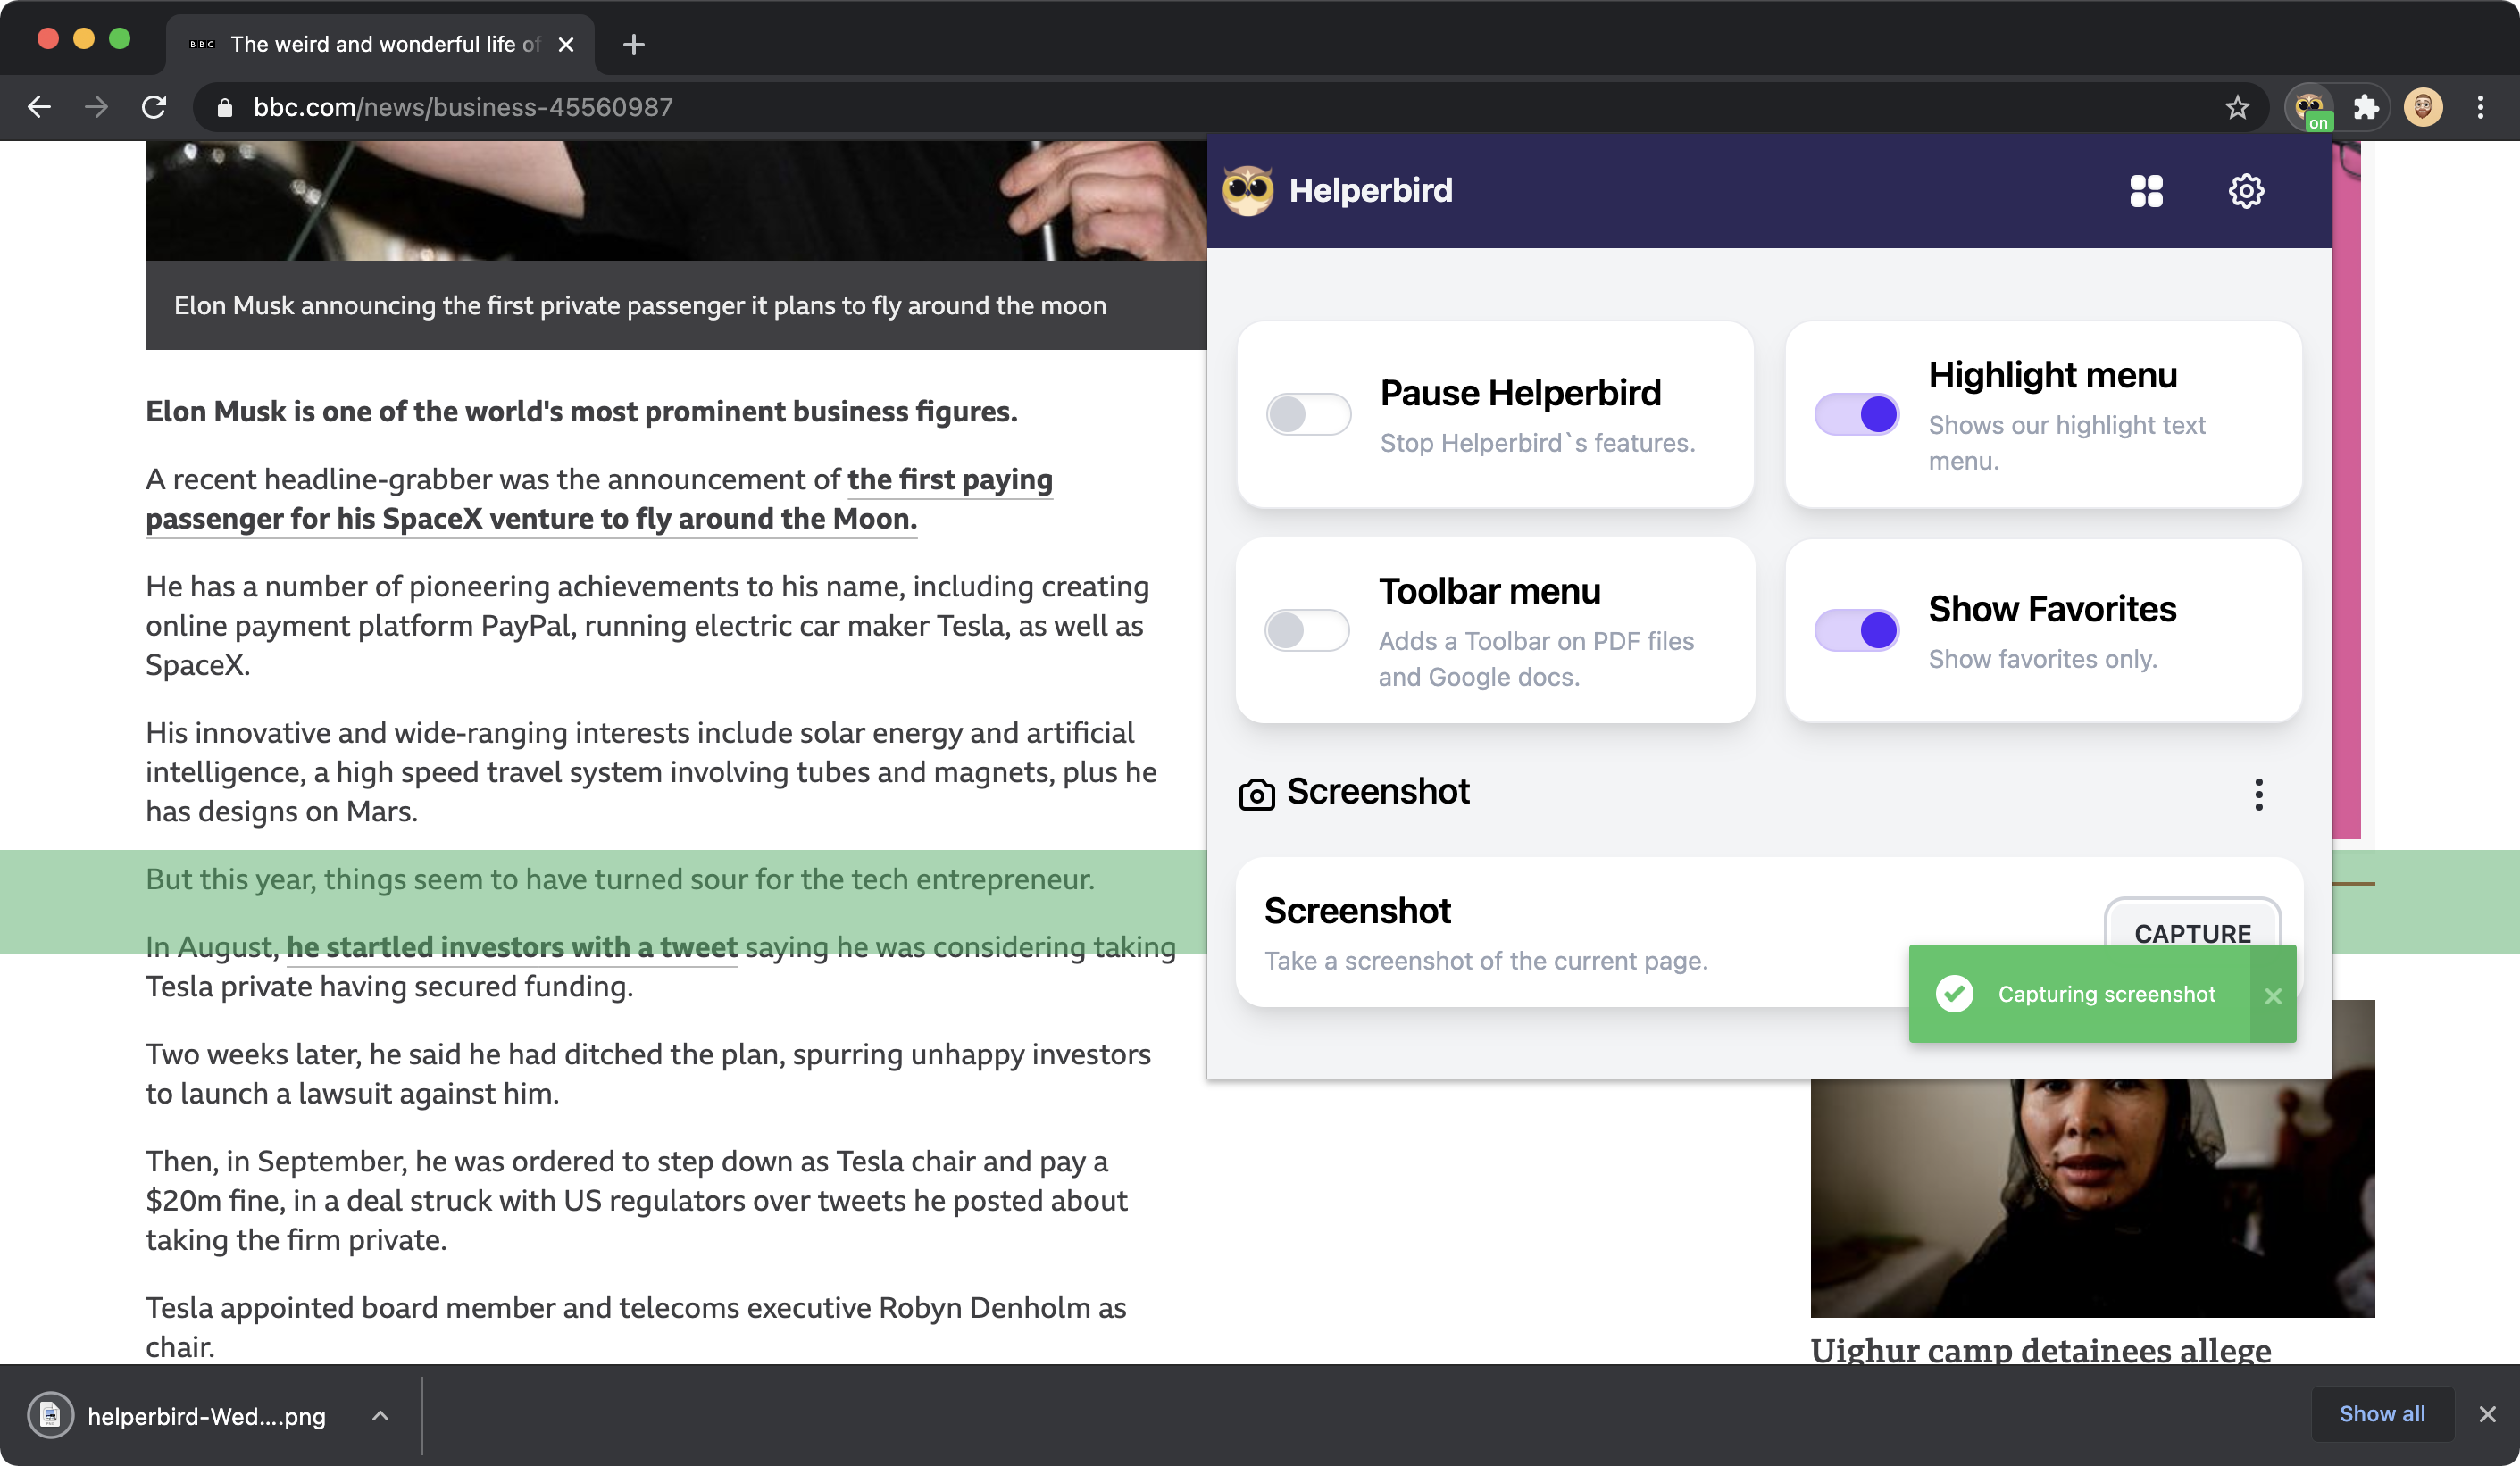 BBC The weird and wonderful life of
bbc.com/news/business-45560987
on
Elon Musk announcing the first private passenger it plans to fly around the moon
Elon Musk is one of the world's most prominent business figures.
A recent headline-grabber was the announcement of the first paying
passenger for his SpaceX venture to fly around the Moon.
He has a number of pioneering achievements to his name, including creating
online payment platform PayPal, running electric car maker Tesla, as well as
SpaceX.
His innovative and wide-ranging interests include solar energy and artificial
intelligence, a high speed travel system involving tubes and magnets, plus he
has designs on Mars.
But this year, things seem to have turned sour for the tech entrepreneur.
In August, he startled investors with a tweet saying he was considering taking
Tesla private having secured funding.
Two weeks later, he said he had ditched the plan, spurring unhappy investors
to launch a lawsuit against him.
Then, in September, he was ordered to step down as Tesla chair and pay a
$20m fine, in a deal struck with US regulators over tweets he posted about
taking the firm private.
Tesla appointed board member and telecoms executive Robyn Denholm as
chair.
Helperbird
Pause Helperbird
Stop Helperbird`s features.
Highlight menu
Shows our highlight text
menu.
Toolbar menu
Adds a Toolbar on PDF files
and Google docs.
Show Favorites
Show favorites only.
Screenshot
Screenshot
Take a screenshot of the current page.
CAPTURE
Capturing screenshot
Uighur camp detainees allege
helperbird-Wed....png
Show all